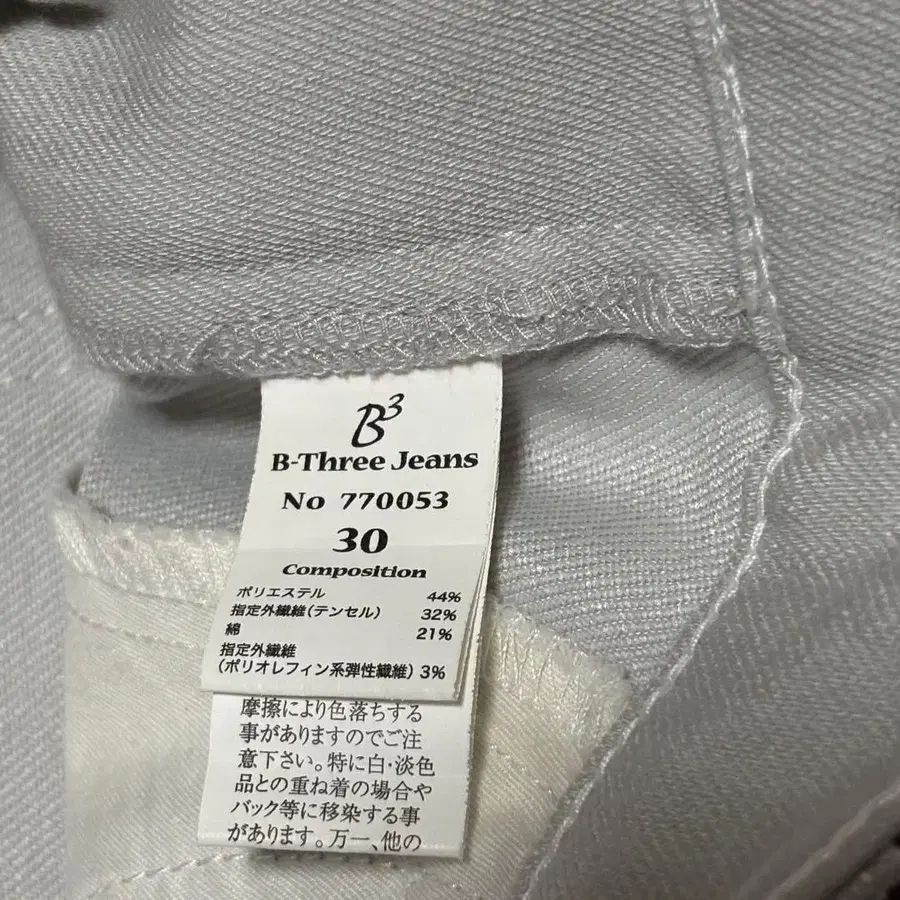 B3
B-Three Jeans
No 770053
30
Composition
ポリエステル 44%
指定外繊維(テンセル) 32%
綿 21%
指定外繊維
(ポリオレフィン系弾性繊維) 3%
摩擦により色落ちする
事がありますのでご注
意下さい。特に白・淡色
品との重ね着の場合や
バック等に移染する事
があります。万一、他の